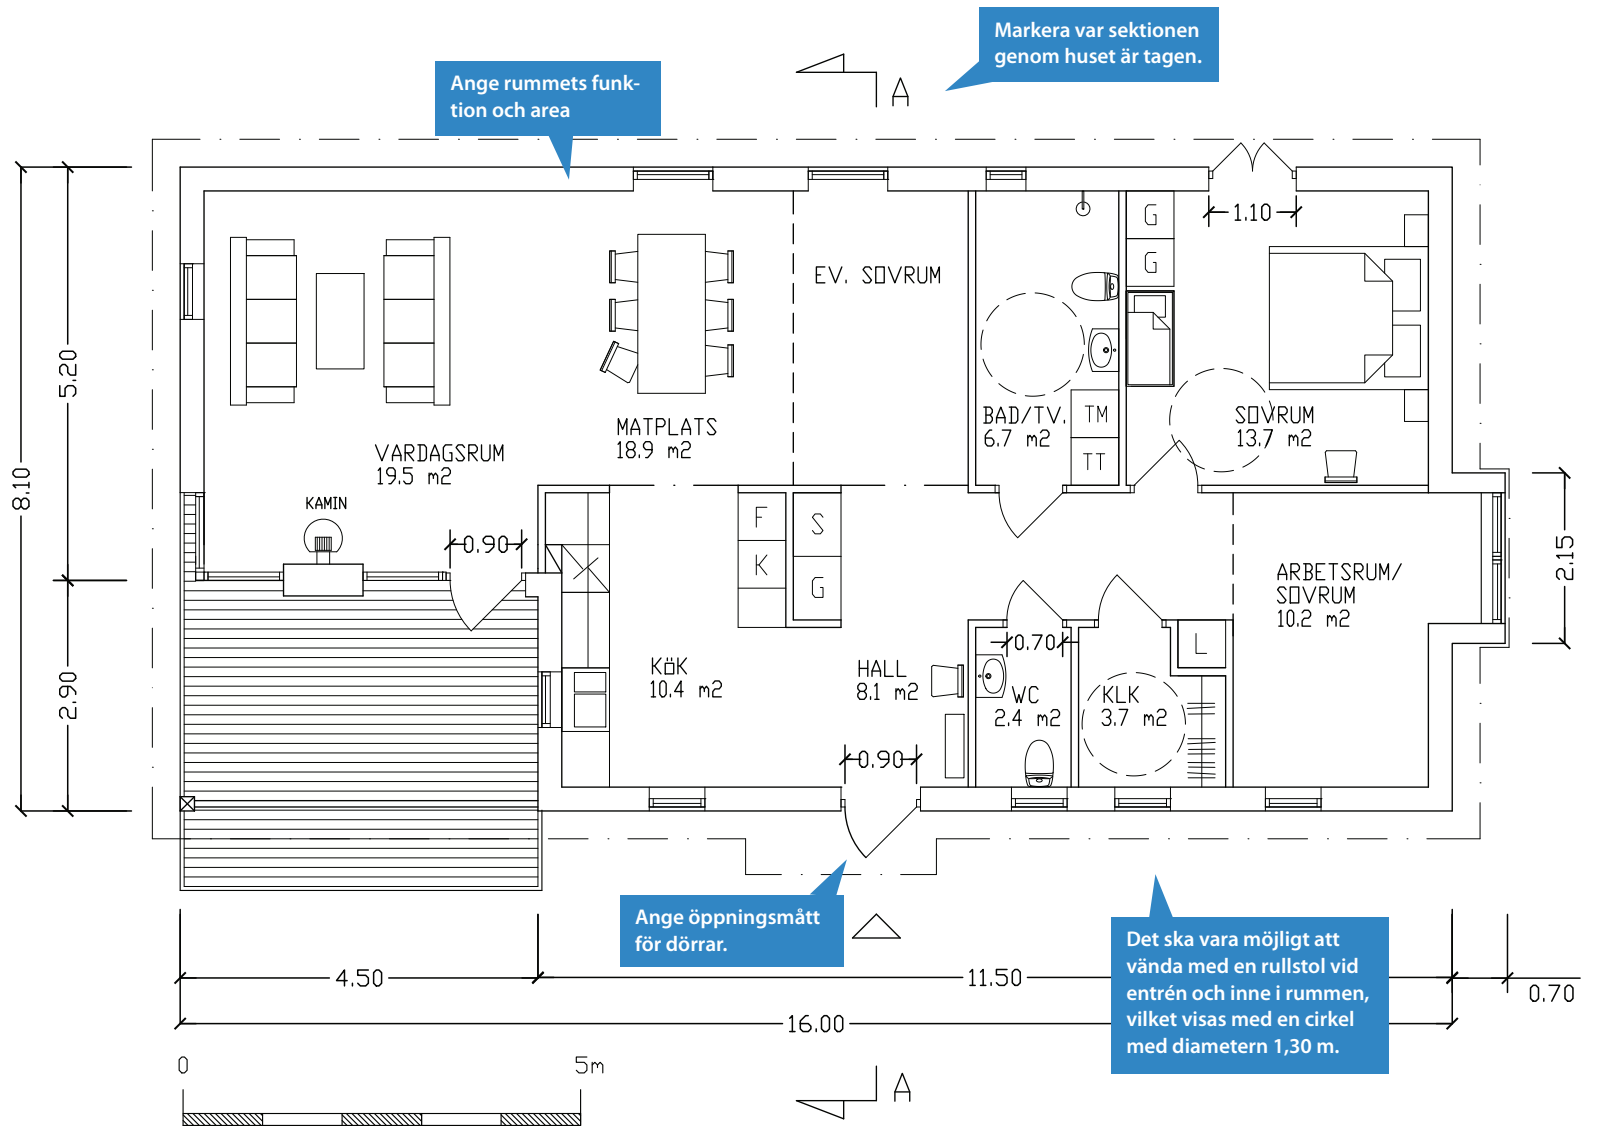 Markera var sektionen
genom huset är tagen.
Ange rummets funk-
tion och area
A
1.10
G
G
EV. SOVRUM
5.20
8.10
MATPLATS
18.9 m2
VARDAGSRUM
19.5 m2
BAD/TV.
6.7 m2
TM
TT
SOVRUM
13.7 m2
KAMIN
0.90
F
K
S
G
2.15
ARBETSRUM/
SOVRUM
10.2 m2
0.70
L
2.90
KöK
10.4 m2
HALL
8.1 m2
WC
2.4 m2
KLK
3.7 m2
0.90
Ange öppningsmått
för dörrar.
Det ska vara möjligt att
vända med en rullstol vid
entrén och inne i rummen,
vilket visas med en cirkel
med diametern 1,30 m.
4.50
11.50
0.70
16.00
0
5m
A